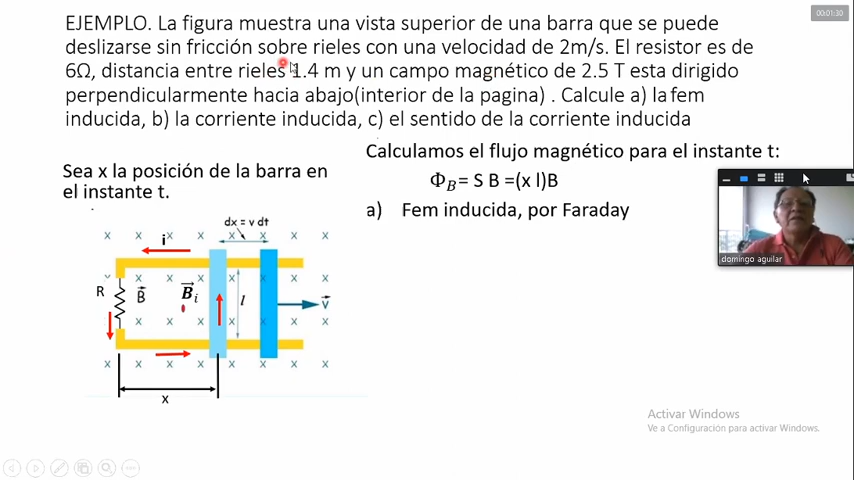 00:01:30
EJEMPLO. La figura muestra una vista superior de una barra que se puede
deslizarse sin fricción sobre rieles con una velocidad de 2m/s. El resistor es de
6Ω, distancia entre rieles 1.4 m y un campo magnético de 2.5 T esta dirigido
perpendicularmente hacia abajo(interior de la pagina) . Calcule a) la fem
inducida, b) la corriente inducida, c) el sentido de la corriente inducida
Sea x la posición de la barra en
el instante t.
Calculamos el flujo magnético para el instante t:
Φ_B= S B =(x l)B
a) Fem inducida, por Faraday
domingo aguilar
dx = v dt
x x x x x x x x
i
x x x x x x x
R B⃗ B⃗_i l v⃗
x x x x x x x
x x x x x x x x
x
Activar Windows
Ve a Configuración para activar Windows.